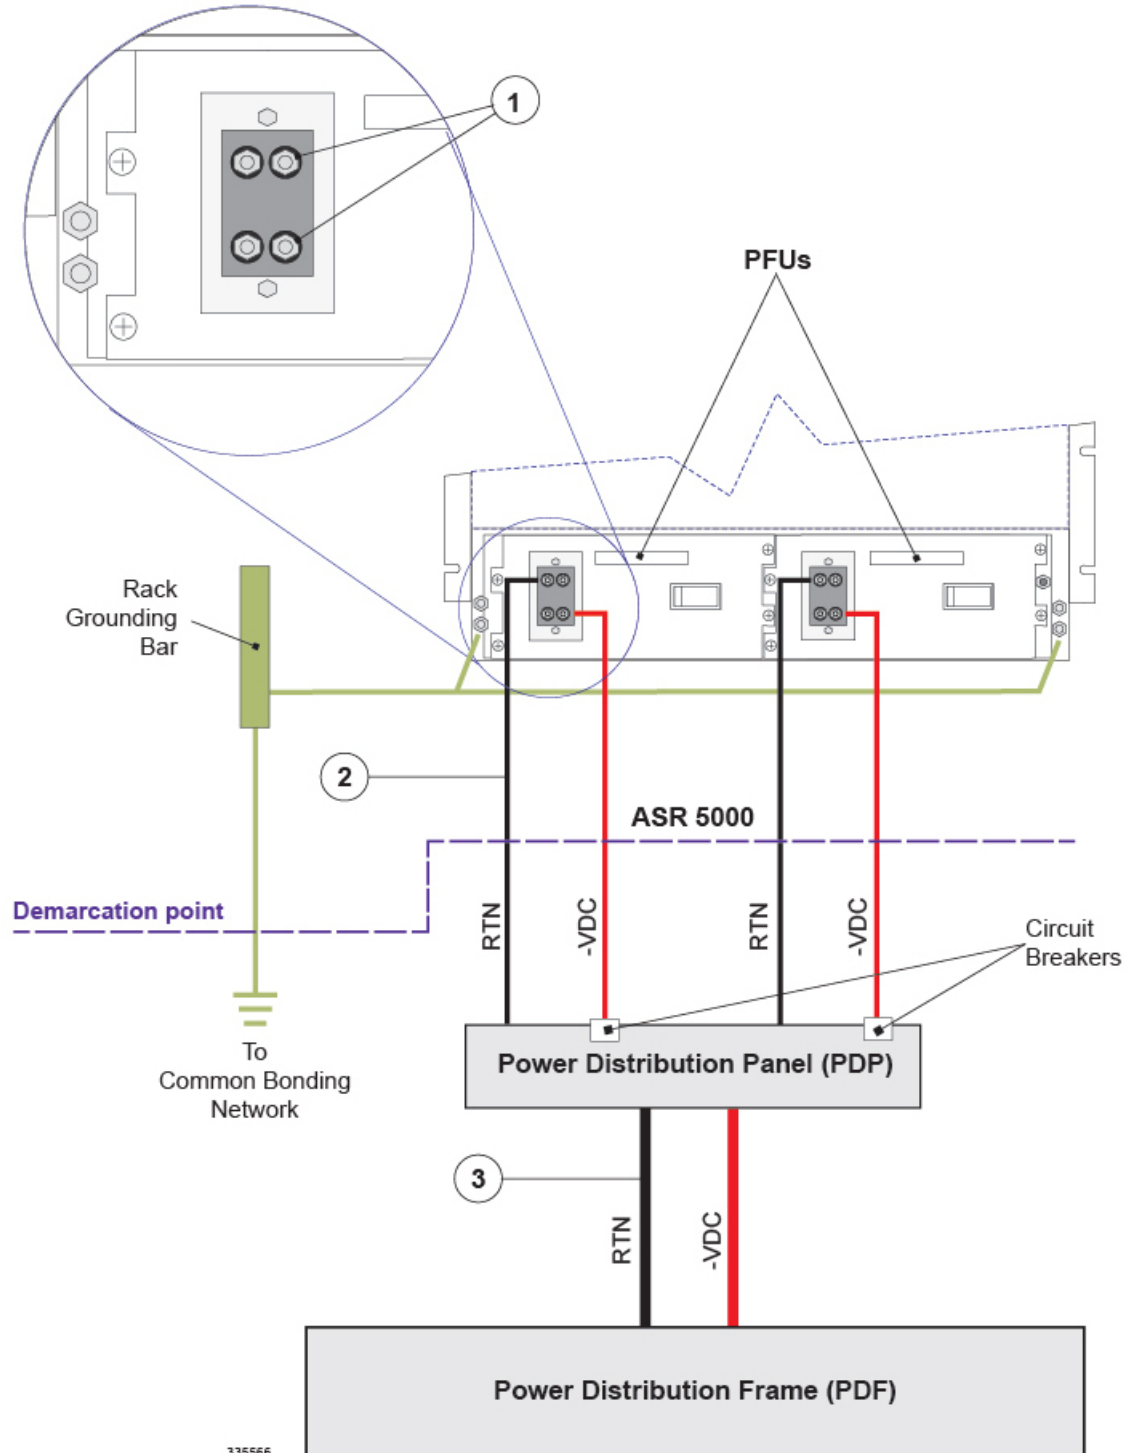 1
PFUs
Rack
Grounding
Bar
2
ASR 5000
Demarcation point
RTN
-VDC
RTN
-VDC
Circuit
Breakers
Power Distribution Panel (PDP)
To
Common Bonding
Network
3
RTN
-VDC
Power Distribution Frame (PDF)
335566